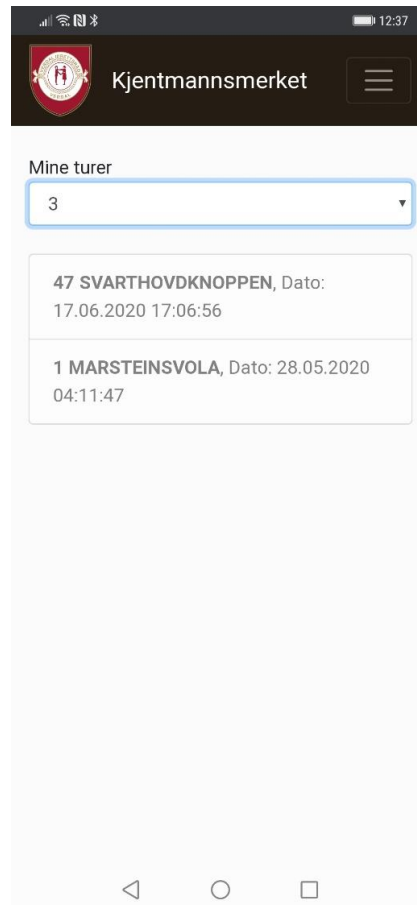 12:37
Kjentmannsmerket
Mine turer
3
47 SVARTHOVDKNOPPEN, Dato:
17.06.2020 17:06:56
1 MARSTEINSVOLA, Dato: 28.05.2020
04:11:47